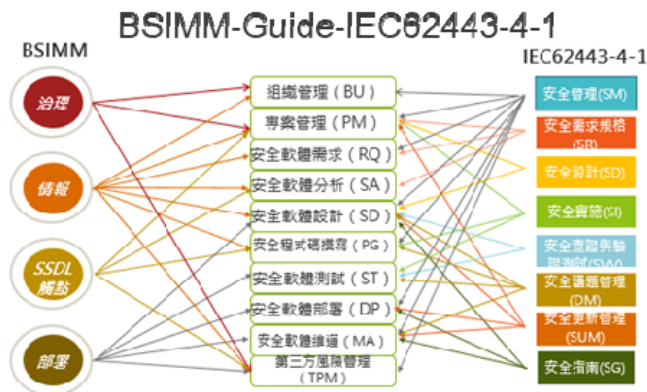 BSIMM-Guide-IEC62443-4-1
BSIMM
IEC62443-4-1
治理
情報
SSDL
觸點
部署
組織管理(BU)
專案管理(PM)
安全軟體需求(RQ)
安全軟體分析(SA)
安全軟體設計(SD)
安全程式碼撰寫(PG)
安全軟體測試(ST)
安全軟體部署(DP)
安全軟體維運(MA)
第三方風險管理
(TPM)
安全管理(SM)
安全需求規格
(SR)
安全設計(SD)
安全實施(SI)
安全查證與驗
證測試(SVV)
安全議題管理
(DM)
安全更新管理
(SUM)
安全指南(SG)